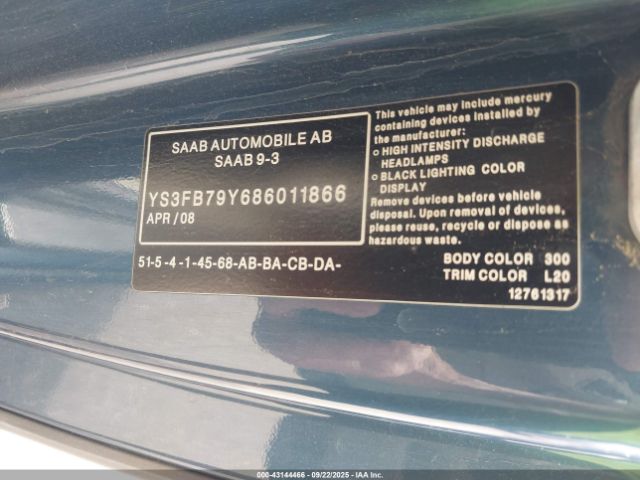 SAAB AUTOMOBILE AB
SAAB 9-3
YS3FB79Y686011866
APR/08
51-5-4-1-45-68-AB-BA-CB-DA-
This vehicle may include mercury
containing devices installed by
the manufacturer:
○ HIGH INTENSITY DISCHARGE
HEADLAMPS
○ BLACK LIGHTING COLOR
DISPLAY
Remove devices before vehicle
disposal. Upon removal of devices,
please reuse, recycle or dispose as
hazardous waste.
BODY COLOR 300
TRIM COLOR L20
12761317
000-43144466 - 09/22/2025 - IAAI, Inc.